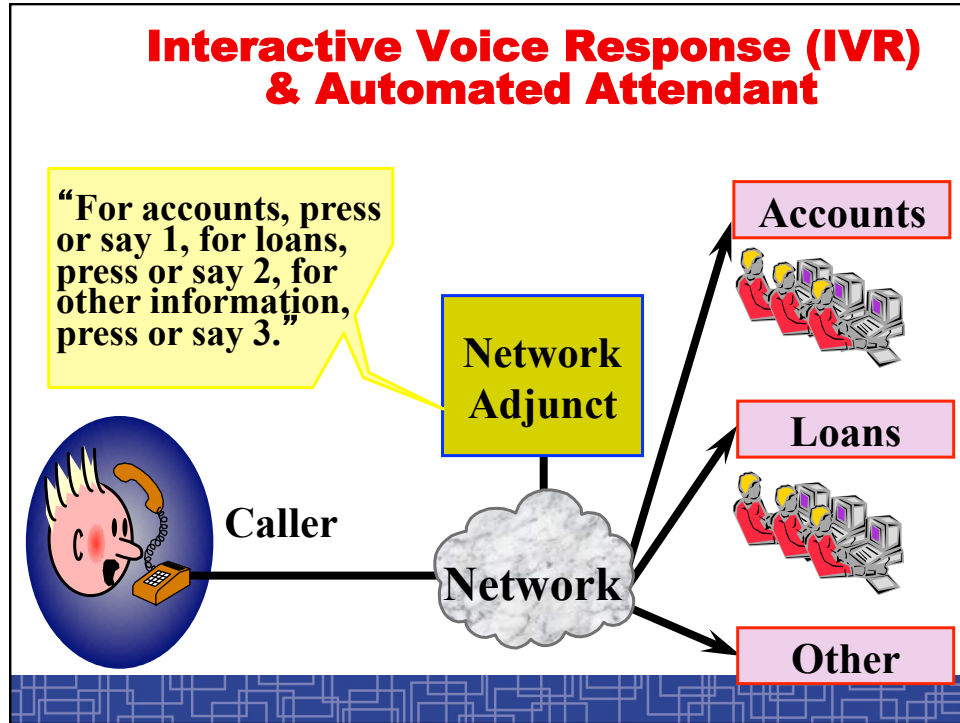 Interactive Voice Response (IVR)
& Automated Attendant
“For accounts, press
or say 1, for loans,
press or say 2, for
other information,
press or say 3.”
Network
Adjunct
Caller
Network
Accounts
Loans
Other